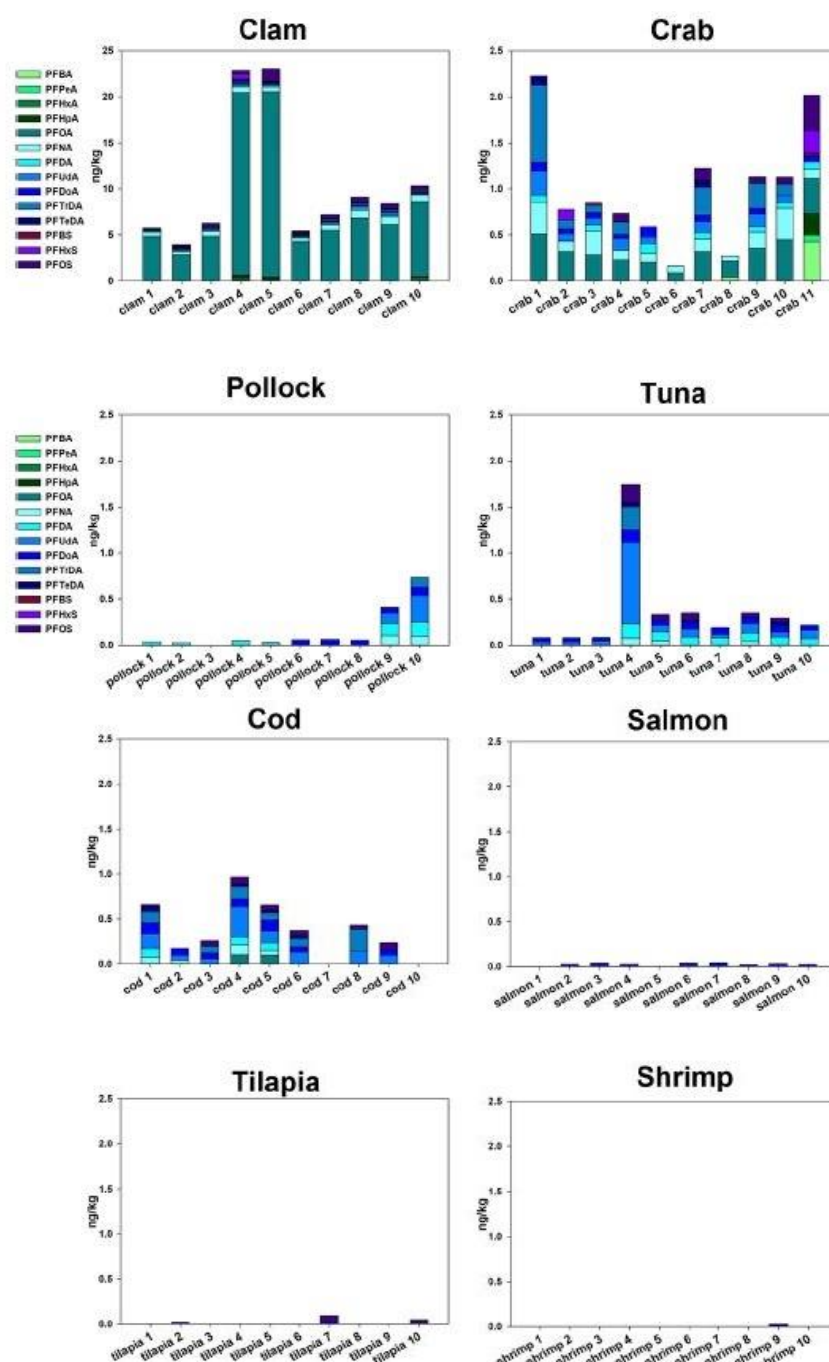 Clam
25
20
15
10
5
0
ng/kg
clam 1
clam 2
clam 3
clam 4
clam 5
clam 6
clam 7
clam 8
clam 9
clam 10
PFBA
PFPeA
PFHxA
PFHpA
PFOA
PFNA
PFDA
PFUdA
PFDoA
PFTrDA
PFTeDA
PFBS
PFHxS
PFOS
Crab
2.5
2.0
1.5
1.0
0.5
0.0
ng/kg
crab 1
crab 2
crab 3
crab 4
crab 5
crab 6
crab 7
crab 8
crab 9
crab 10
crab 11
Pollock
2.5
2.0
1.5
1.0
0.5
0.0
ng/kg
pollock 1
pollock 2
pollock 3
pollock 4
pollock 5
pollock 6
pollock 7
pollock 8
pollock 9
pollock 10
PFBA
PFPeA
PFHxA
PFHpA
PFOA
PFNA
PFDA
PFUdA
PFDoA
PFTrDA
PFTeDA
PFBS
PFHxS
PFOS
Tuna
2.5
2.0
1.5
1.0
0.5
0.0
ng/kg
tuna 1
tuna 2
tuna 3
tuna 4
tuna 5
tuna 6
tuna 7
tuna 8
tuna 9
tuna 10
Cod
2.5
2.0
1.5
1.0
0.5
0.0
ng/kg
cod 1
cod 2
cod 3
cod 4
cod 5
cod 6
cod 7
cod 8
cod 9
cod 10
Salmon
2.5
2.0
1.5
1.0
0.5
0.0
ng/kg
salmon 1
salmon 2
salmon 3
salmon 4
salmon 5
salmon 6
salmon 7
salmon 8
salmon 9
salmon 10
Tilapia
2.5
2.0
1.5
1.0
0.5
0.0
ng/kg
tilapia 1
tilapia 2
tilapia 3
tilapia 4
tilapia 5
tilapia 6
tilapia 7
tilapia 8
tilapia 9
tilapia 10
Shrimp
2.5
2.0
1.5
1.0
0.5
0.0
ng/kg
shrimp 1
shrimp 2
shrimp 3
shrimp 4
shrimp 5
shrimp 6
shrimp 7
shrimp 8
shrimp 9
shrimp 10